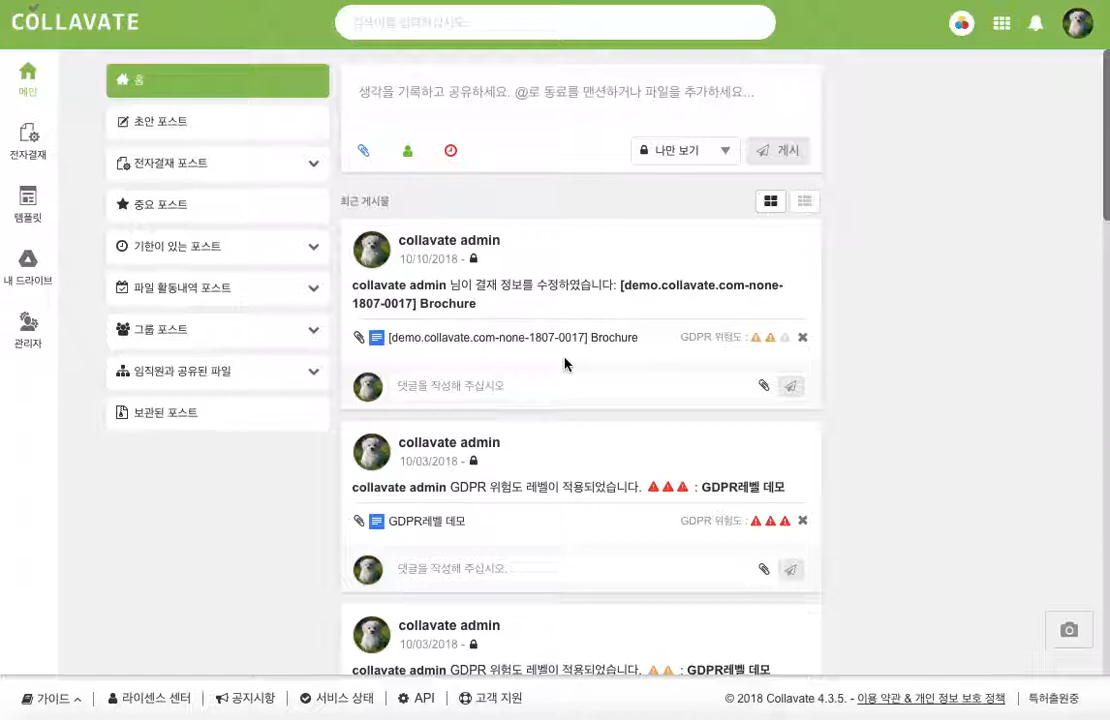 COLLAVATE
검색어를 입력하십시오.
메인
전자결재
템플릿
내 드라이브
관리자
홈
초안 포스트
전자결재 포스트
중요 포스트
기한이 있는 포스트
파일 활동내역 포스트
그룹 포스트
임직원과 공유된 파일
보관된 포스트
생각을 기록하고 공유하세요. @로 동료를 맨션하거나 파일을 추가하세요...
나만 보기
게시
최근 게시물
collavate admin
10/10/2018 -
collavate admin 님이 결재 정보를 수정하였습니다: [demo.collavate.com-none-
1807-0017] Brochure
[demo.collavate.com-none-1807-0017] Brochure GDPR 위험도 :
댓글을 작성해 주십시오
collavate admin
10/03/2018 -
collavate admin GDPR 위험도 레벨이 적용되었습니다. : GDPR레벨 데모
GDPR레벨 데모 GDPR 위험도 :
댓글을 작성해 주십시오.
collavate admin
10/03/2018 -
collavate admin GDPR 위험도 레벨이 적용되었습니다. : GDPR레벨 데모
가이드 | 라이센스 센터 | 공지사항 | 서비스 상태 | API | 고객 지원
© 2018 Collavate 4.3.5. - 이용 약관 & 개인 정보 보호 정책 | 특허출원중